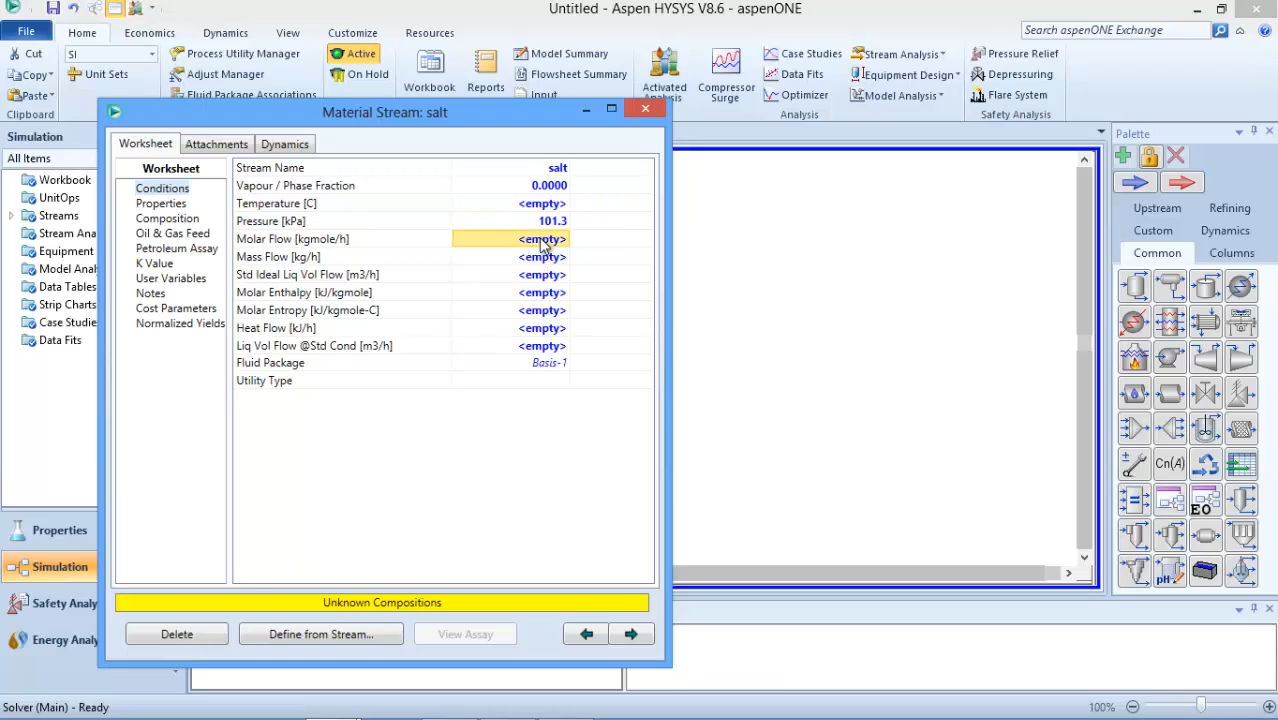 Untitled - Aspen HYSYS V8.6 - aspenONE
File Home Economics Dynamics View Customize Resources
Search aspenONE Exchange
Cut
Copy
Paste
Clipboard
SI
Unit Sets
Process Utility Manager
Adjust Manager
Fluid Package Associations
Active
On Hold
Workbook
Reports
Model Summary
Flowsheet Summary
Input
Activated
Analysis
Compressor
Surge
Case Studies
Data Fits
Optimizer
Stream Analysis
Equipment Design
Model Analysis
Analysis
Pressure Relief
Depressuring
Flare System
Safety Analysis
Simulation
All Items
Workbook
UnitOps
Streams
Stream Ana
Equipment
Model Anal
Data Tables
Strip Charts
Case Studie
Data Fits
Properties
Simulation
Safety Analy
Energy Analy
Material Stream: salt
Worksheet Attachments Dynamics
Worksheet
Conditions
Properties
Composition
Oil & Gas Feed
Petroleum Assay
K Value
User Variables
Notes
Cost Parameters
Normalized Yields
Stream Name salt
Vapour / Phase Fraction 0.0000
Temperature [C] <empty>
Pressure [kPa] 101.3
Molar Flow [kgmole/h] <empty>
Mass Flow [kg/h] <empty>
Std Ideal Liq Vol Flow [m3/h] <empty>
Molar Enthalpy [kJ/kgmole] <empty>
Molar Entropy [kJ/kgmole-C] <empty>
Heat Flow [kJ/h] <empty>
Liq Vol Flow @Std Cond [m3/h] <empty>
Fluid Package Basis-1
Utility Type
Unknown Compositions
Delete Define from Stream... View Assay
Palette
Upstream Refining
Custom Dynamics
Common Columns
Cn(A)
EO
pH
Solver (Main) - Ready
100%